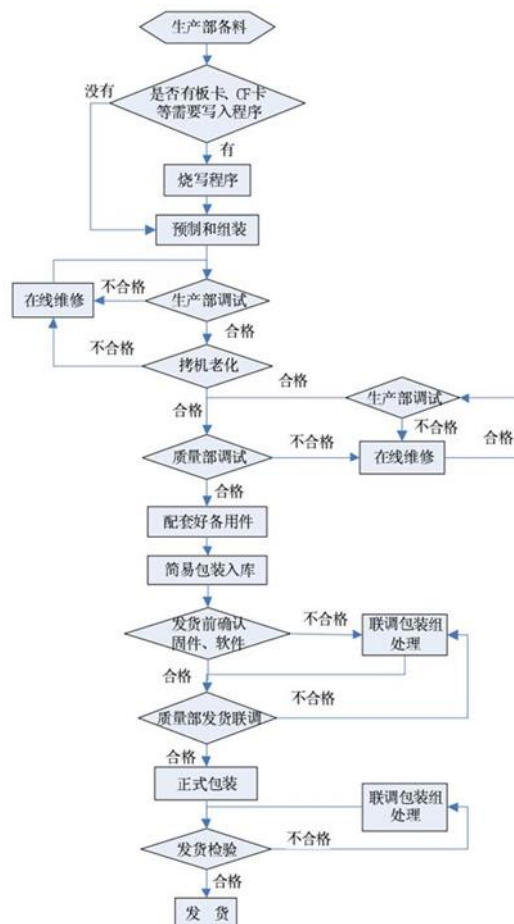 生产部备料
没有
是否有板卡、CF卡
等需要写入程序
有
烧写程序
预制和组装
不合格
在线维修
生产部调试
合格
不合格
拷机老化
合格
生产部调试
合格
不合格
合格
质量部调试
不合格
在线维修
合格
配套好备用件
简易包装入库
发货前确认
固件、软件
不合格
联调包装组
处理
合格
质量部发货联调
不合格
合格
正式包装
联调包装组
处理
发货检验
不合格
合格
发 货